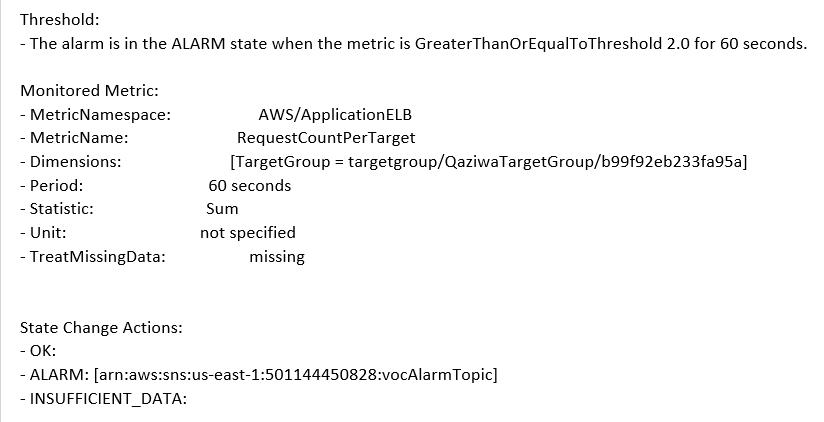 Threshold:
- The alarm is in the ALARM state when the metric is GreaterThanOrEqualToThreshold 2.0 for 60 seconds.
Monitored Metric:
- MetricNamespace: AWS/ApplicationELB
- MetricName: RequestCountPerTarget
- Dimensions: [TargetGroup = targetgroup/QaziwaTargetGroup/b99f92eb233fa95a]
- Period: 60 seconds
- Statistic: Sum
- Unit: not specified
- TreatMissingData: missing
State Change Actions:
- OK:
- ALARM: [arn:aws:sns:us-east-1:501144450828:vocAlarmTopic]
- INSUFFICIENT_DATA: